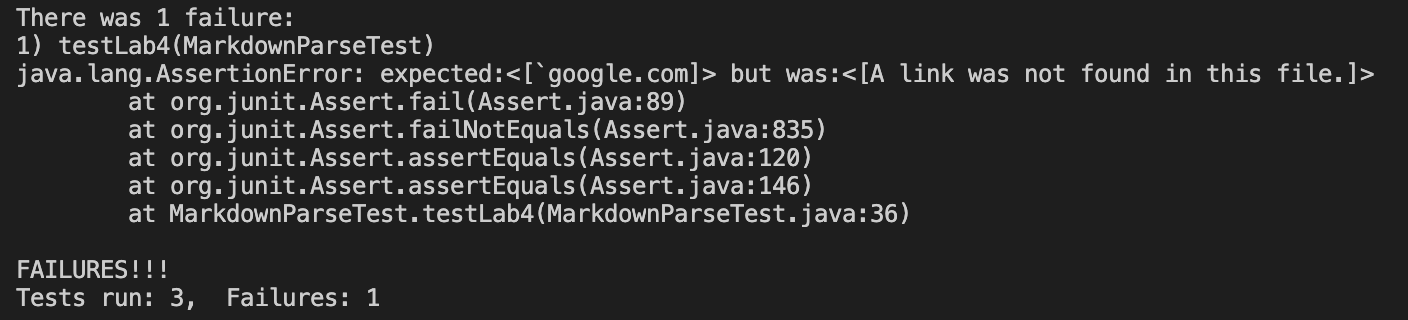 There was 1 failure:
1) testLab4(MarkdownParseTest)
java.lang.AssertionError: expected:<[`google.com]> but was:<[A link was not found in this file.]>
        at org.junit.Assert.fail(Assert.java:89)
        at org.junit.Assert.failNotEquals(Assert.java:835)
        at org.junit.Assert.assertEquals(Assert.java:120)
        at org.junit.Assert.assertEquals(Assert.java:146)
        at MarkdownParseTest.testLab4(MarkdownParseTest.java:36)

FAILURES!!!
Tests run: 3,  Failures: 1